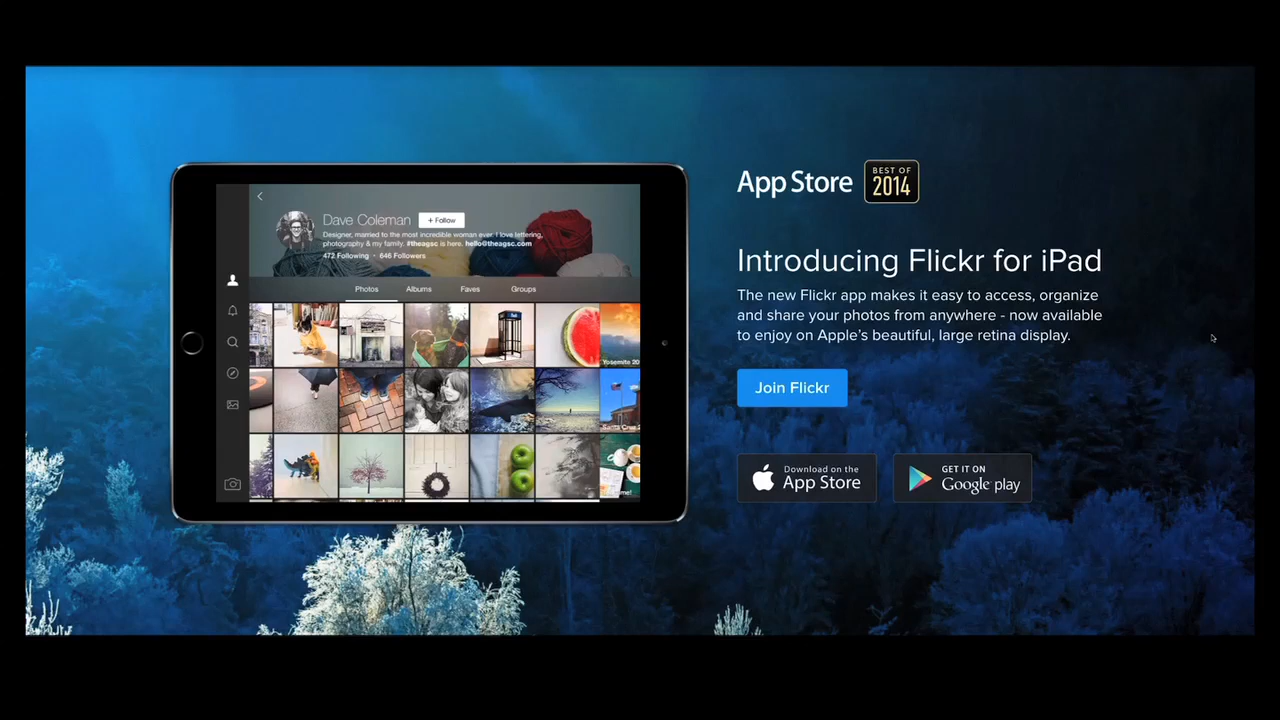 Dave Coleman
+ Follow
Designer, married to the most incredible woman ever. I love lettering,
photography & my family. #theagsc is here. hello@theagsc.com
472 Following • 646 Followers
Photos Albums Faves Groups
Yosemite 20
Santa Cruz
App Store BEST OF 2014
Introducing Flickr for iPad
The new Flickr app makes it easy to access, organize
and share your photos from anywhere - now available
to enjoy on Apple's beautiful, large retina display.
Join Flickr
Download on the
App Store
GET IT ON
Google play